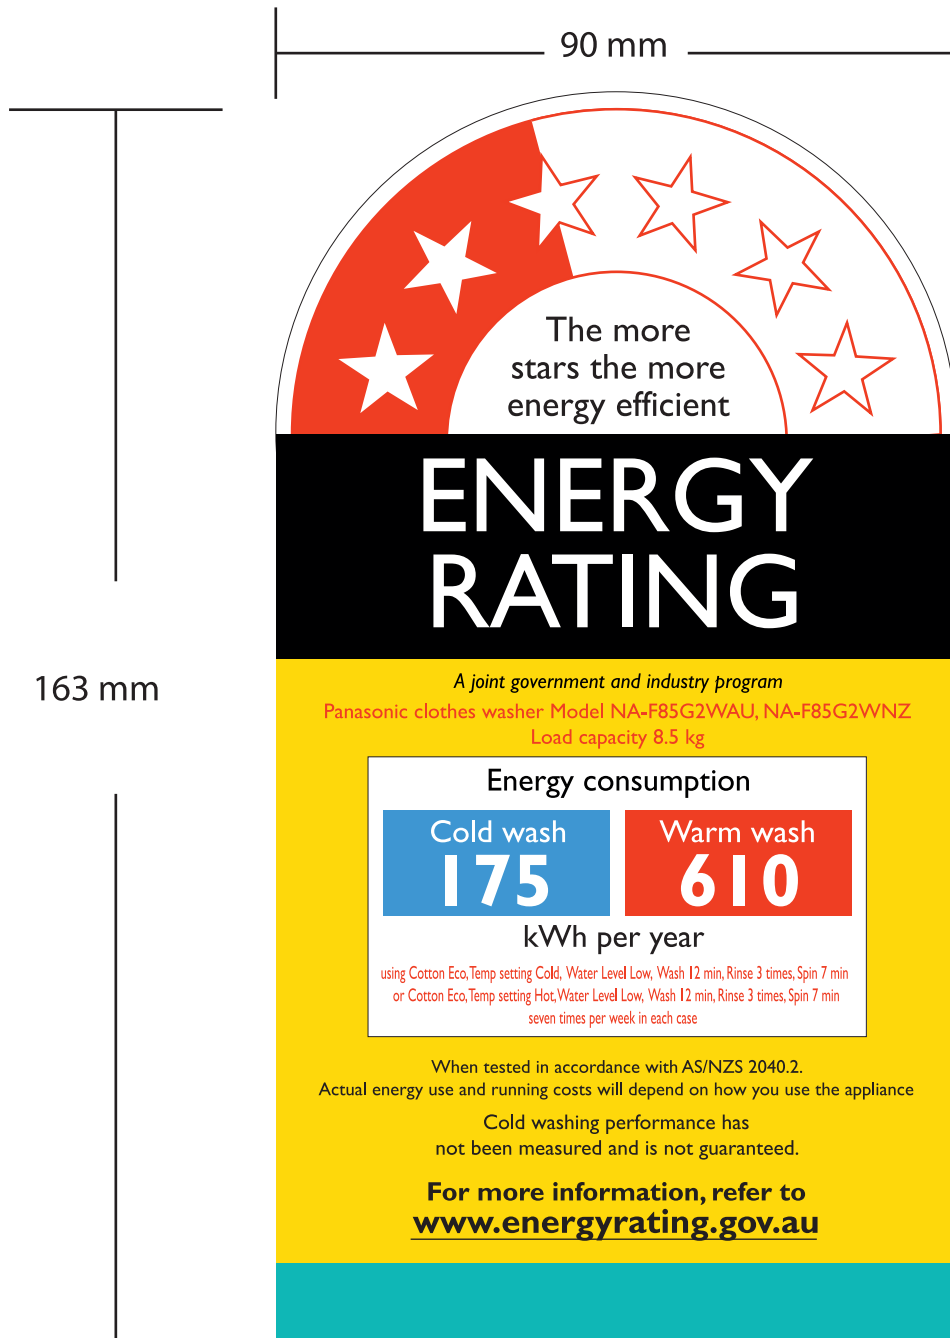 90 mm
The more
stars the more
energy efficient
ENERGY
RATING
163 mm
A joint government and industry program
Panasonic clothes washer Model NA-F85G2WAU, NA-F85G2WNZ
Load capacity 8.5 kg
Energy consumption
Cold wash
175
Warm wash
610
kWh per year
using Cotton Eco, Temp setting Cold, Water Level Low, Wash 12 min, Rinse 3 times, Spin 7 min
or Cotton Eco, Temp setting Hot, Water Level Low, Wash 12 min, Rinse 3 times, Spin 7 min
seven times per week in each case
When tested in accordance with AS/NZS 2040.2.
Actual energy use and running costs will depend on how you use the appliance
Cold washing performance has
not been measured and is not guaranteed.
For more information, refer to
www.energyrating.gov.au